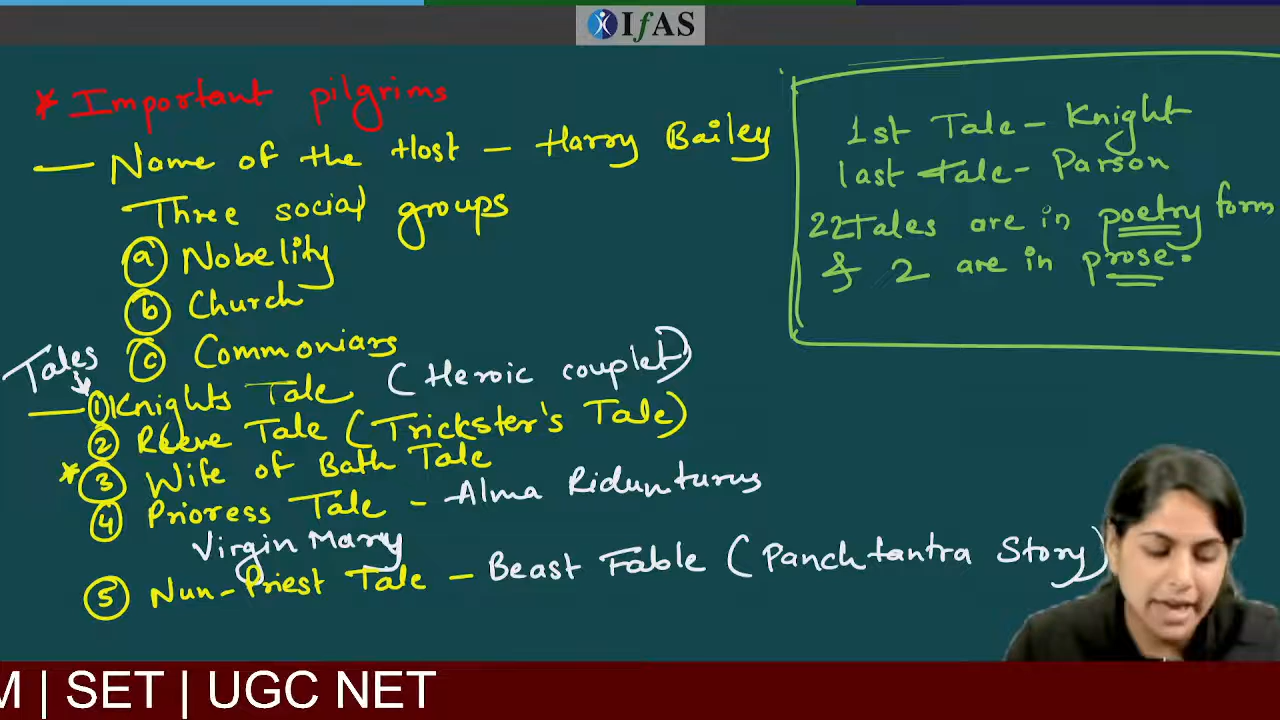 IfAS
* Important pilgrims
— Name of the Host - Harry Bailey
Three social groups
(a) Nobelity
(b) Church
(c) Commonians
Tales
— ① Knights Tale (Heroic couplet)
② Reeve Tale (Trickster's Tale)
* ③ Wife of Bath Tale
④ Prioress Tale - Alma Ridunturus
Virgin Mary
⑤ Nun-Priest Tale - Beast Fable (Panchtantra Story)
1st Tale - Knight
last Tale - Parson
22 Tales are in poetry form
& 2 are in prose.
M | SET | UGC NET